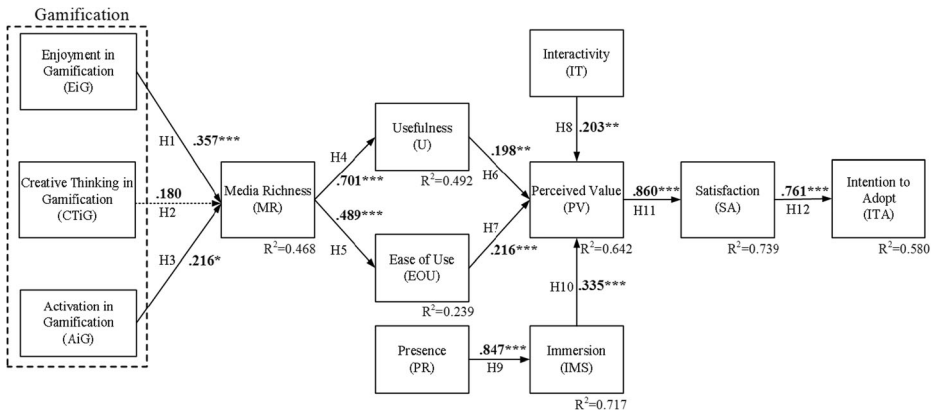 Gamification
Enjoyment in
Gamification
(EiG)
H1
.357***
Creative Thinking in
Gamification
(CTiG)
.180
H2
H3
.216*
Activation in
Gamification
(AiG)
Media Richness
(MR)
R²=0.468
H4
.701***
.489***
H5
Usefulness
(U)
R²=0.492
.198**
H6
Ease of Use
(EOU)
R²=0.239
H7
.216***
Interactivity
(IT)
H8
.203**
Perceived Value
(PV)
R²=0.642
H10
.335***
Presence
(PR)
.847***
H9
Immersion
(IMS)
R²=0.717
.860***
H11
Satisfaction
(SA)
R²=0.739
.761***
H12
Intention to
Adopt
(ITA)
R²=0.580